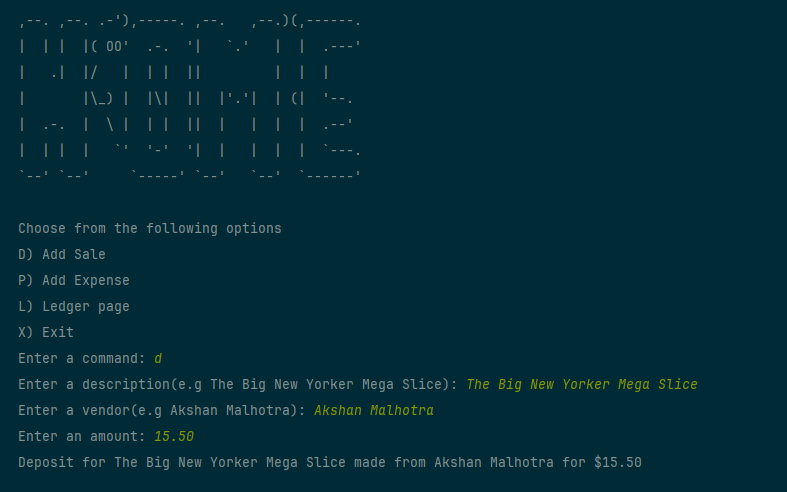 ,--. ,--. .-'),-----. ,--.   ,--.)(,------.
|  | |  |( OO'  .-.  '|   `.'   |  |  .---'
|   .|  |/   |  | |  ||         |  |  |
|       |\_) |  |\|  ||  |'.'|  | (|  '--.
|  .-.  |  \ |  | |  ||  |   |  |  |  .--'
|  | |  |   `'  '-'  '|  |   |  |  |  `---.
`--' `--'     `-----' `--'   `--'  `------'
Choose from the following options
D) Add Sale
P) Add Expense
L) Ledger page
X) Exit
Enter a command: d
Enter a description(e.g The Big New Yorker Mega Slice): The Big New Yorker Mega Slice
Enter a vendor(e.g Akshan Malhotra): Akshan Malhotra
Enter an amount: 15.50
Deposit for The Big New Yorker Mega Slice made from Akshan Malhotra for $15.50